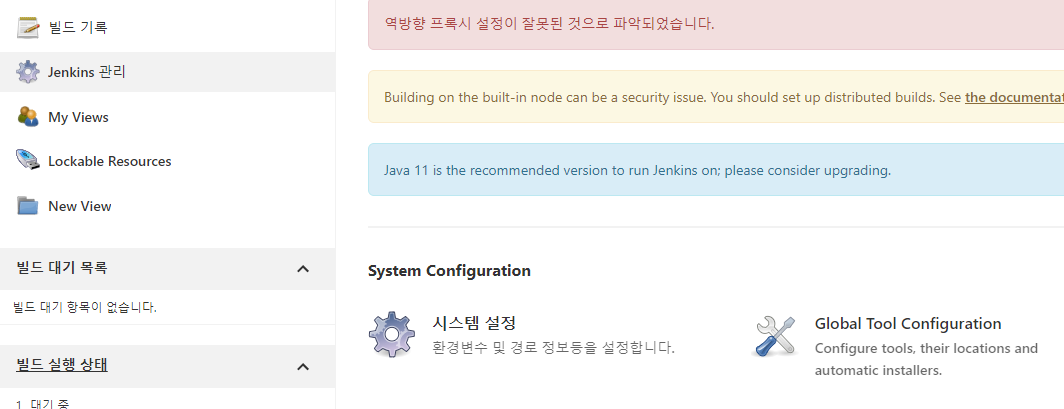 빌드 기록
Jenkins 관리
My Views
Lockable Resources
New View
빌드 대기 목록
빌드 대기 항목이 없습니다.
빌드 실행 상태
1 대기 중
역방향 프록시 설정이 잘못된 것으로 파악되었습니다.
Building on the built-in node can be a security issue. You should set up distributed builds. See the documentat
Java 11 is the recommended version to run Jenkins on; please consider upgrading.
System Configuration
시스템 설정
환경변수 및 경로 정보등을 설정합니다.
Global Tool Configuration
Configure tools, their locations and
automatic installers.